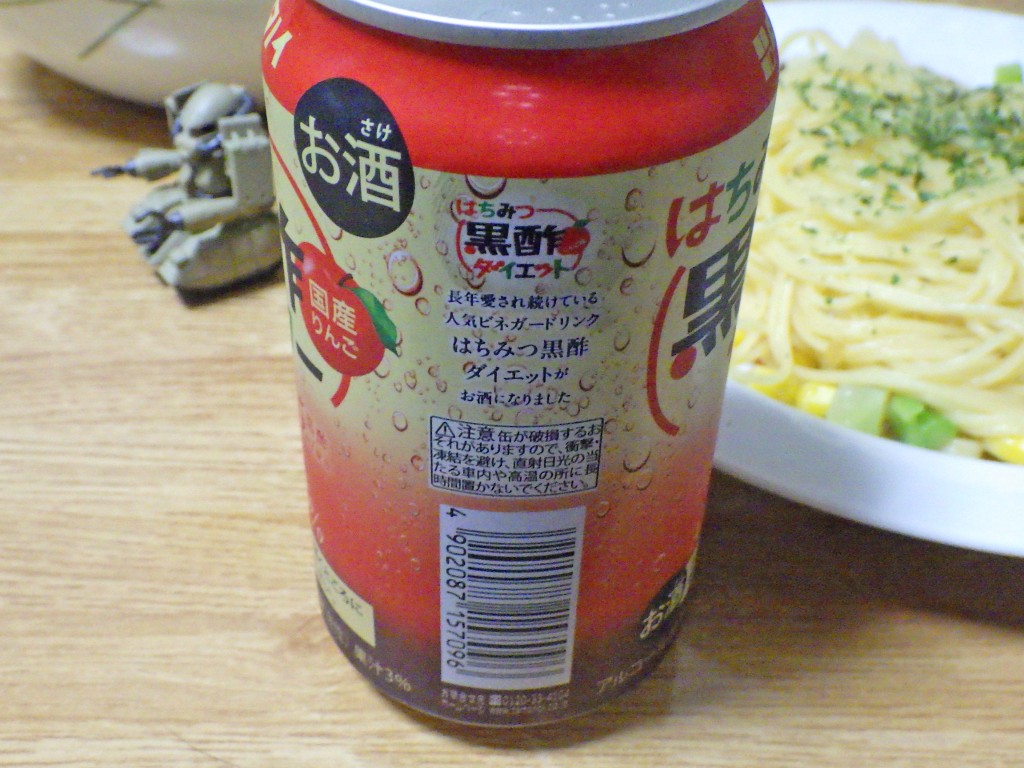 お酒
さけ
国産
りんご
はちみつ
黒酢
ダイエット
長年愛され続けている
人気ビネガードリンク
はちみつ黒酢
ダイエットが
お酒になりました
注意 缶が破損するお
それがありますので、衝撃・
凍結を避け、直射日光の当
たる車内や高温の所に長
時間置かないでください。
4 902087 157096
はち
黒
お酒
果汁3%
アルコー